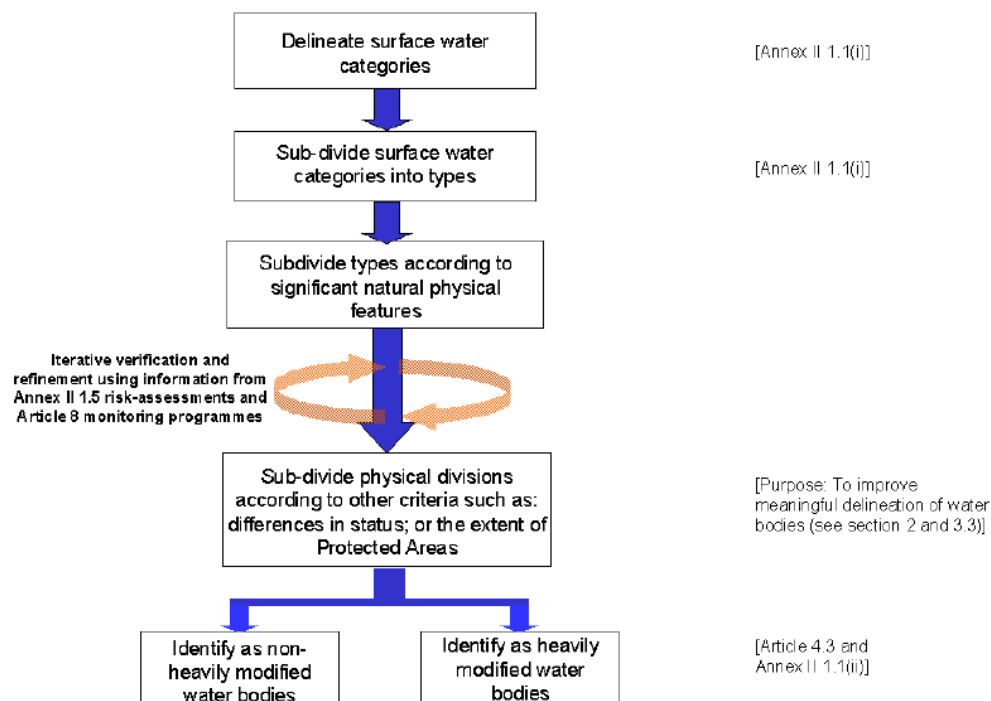 Delineate surface water
categories
[Annex II 1.1(i)]
Sub-divide surface water
categories into types
[Annex II 1.1(i)]
Subdivide types according to
significant natural physical
features
Iterative verification and
refinement using information from
Annex II 1.5 risk-assessments and
Article 8 monitoring programmes
Sub-divide physical divisions
according to other criteria such as:
differences in status; or the extent of
Protected Areas
[Purpose: To improve
meaningful delineation of water
bodies (see section 2 and 3.3)]
Identify as non-
heavily modified
water bodies
Identify as heavily
modified water
bodies
[Article 4.3 and
Annex II 1.1(ii)]